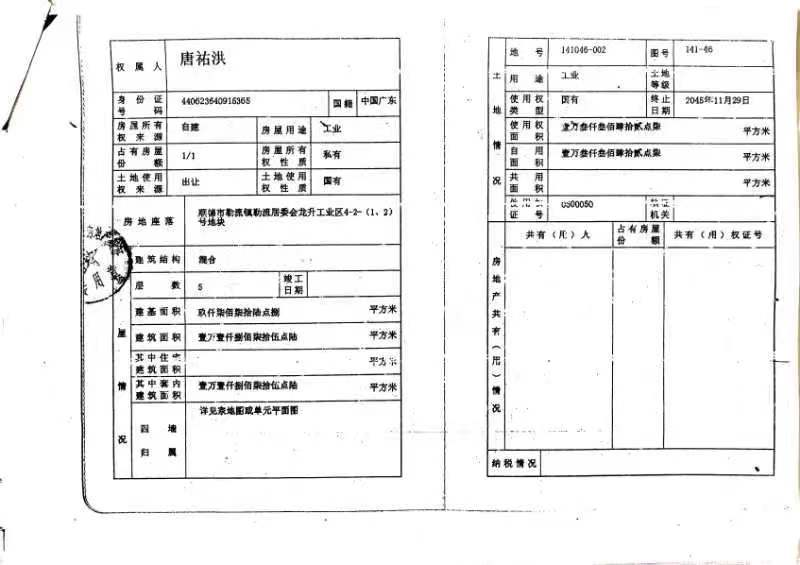 权属人 唐祐洪
身份证号码 440623640915365 国籍 中国广东
房屋所有权来源 自建 房屋用途 工业
占有房屋份额 1/1 房屋所有权性质 私有
土地使用权来源 出让 土地使用权性质 国有
房地座落 顺德市勒流镇勒流居委会龙升工业区4-2-(1、2)
号地块
建筑结构 混合
层数 5 竣工日期
建基面积 玖仟柒佰柒拾陆点捌 平方米
建筑面积 壹万壹仟捌佰柒拾伍点陆 平方米
其中住宅建筑面积 平方米
其中套内建筑面积 壹万壹仟捌佰柒拾伍点陆 平方米
屋情况
四墙归属 详见宗地图或单元平面图
土地情况
地号 141046-002 图号 141-46
用途 工业 土地等级
使用权类型 国有 终止日期 2045年11月29日
使用权面积 壹万叁仟叁佰肆拾贰点柒 平方米
自用面积 壹万叁仟叁佰肆拾贰点柒 平方米
共用面积 平方米
证号 0500050 机关
房地产共有(用)情况
共有(用)人 占有房屋份额 共有(用)权证号
纳税情况